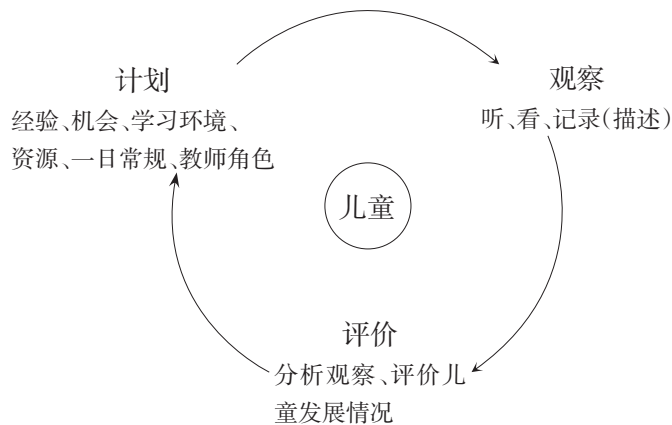 计划
经验、机会、学习环境、
资源、一日常规、教师角色
观察
听、看、记录(描述)
儿童
评价
分析观察、评价儿
童发展情况